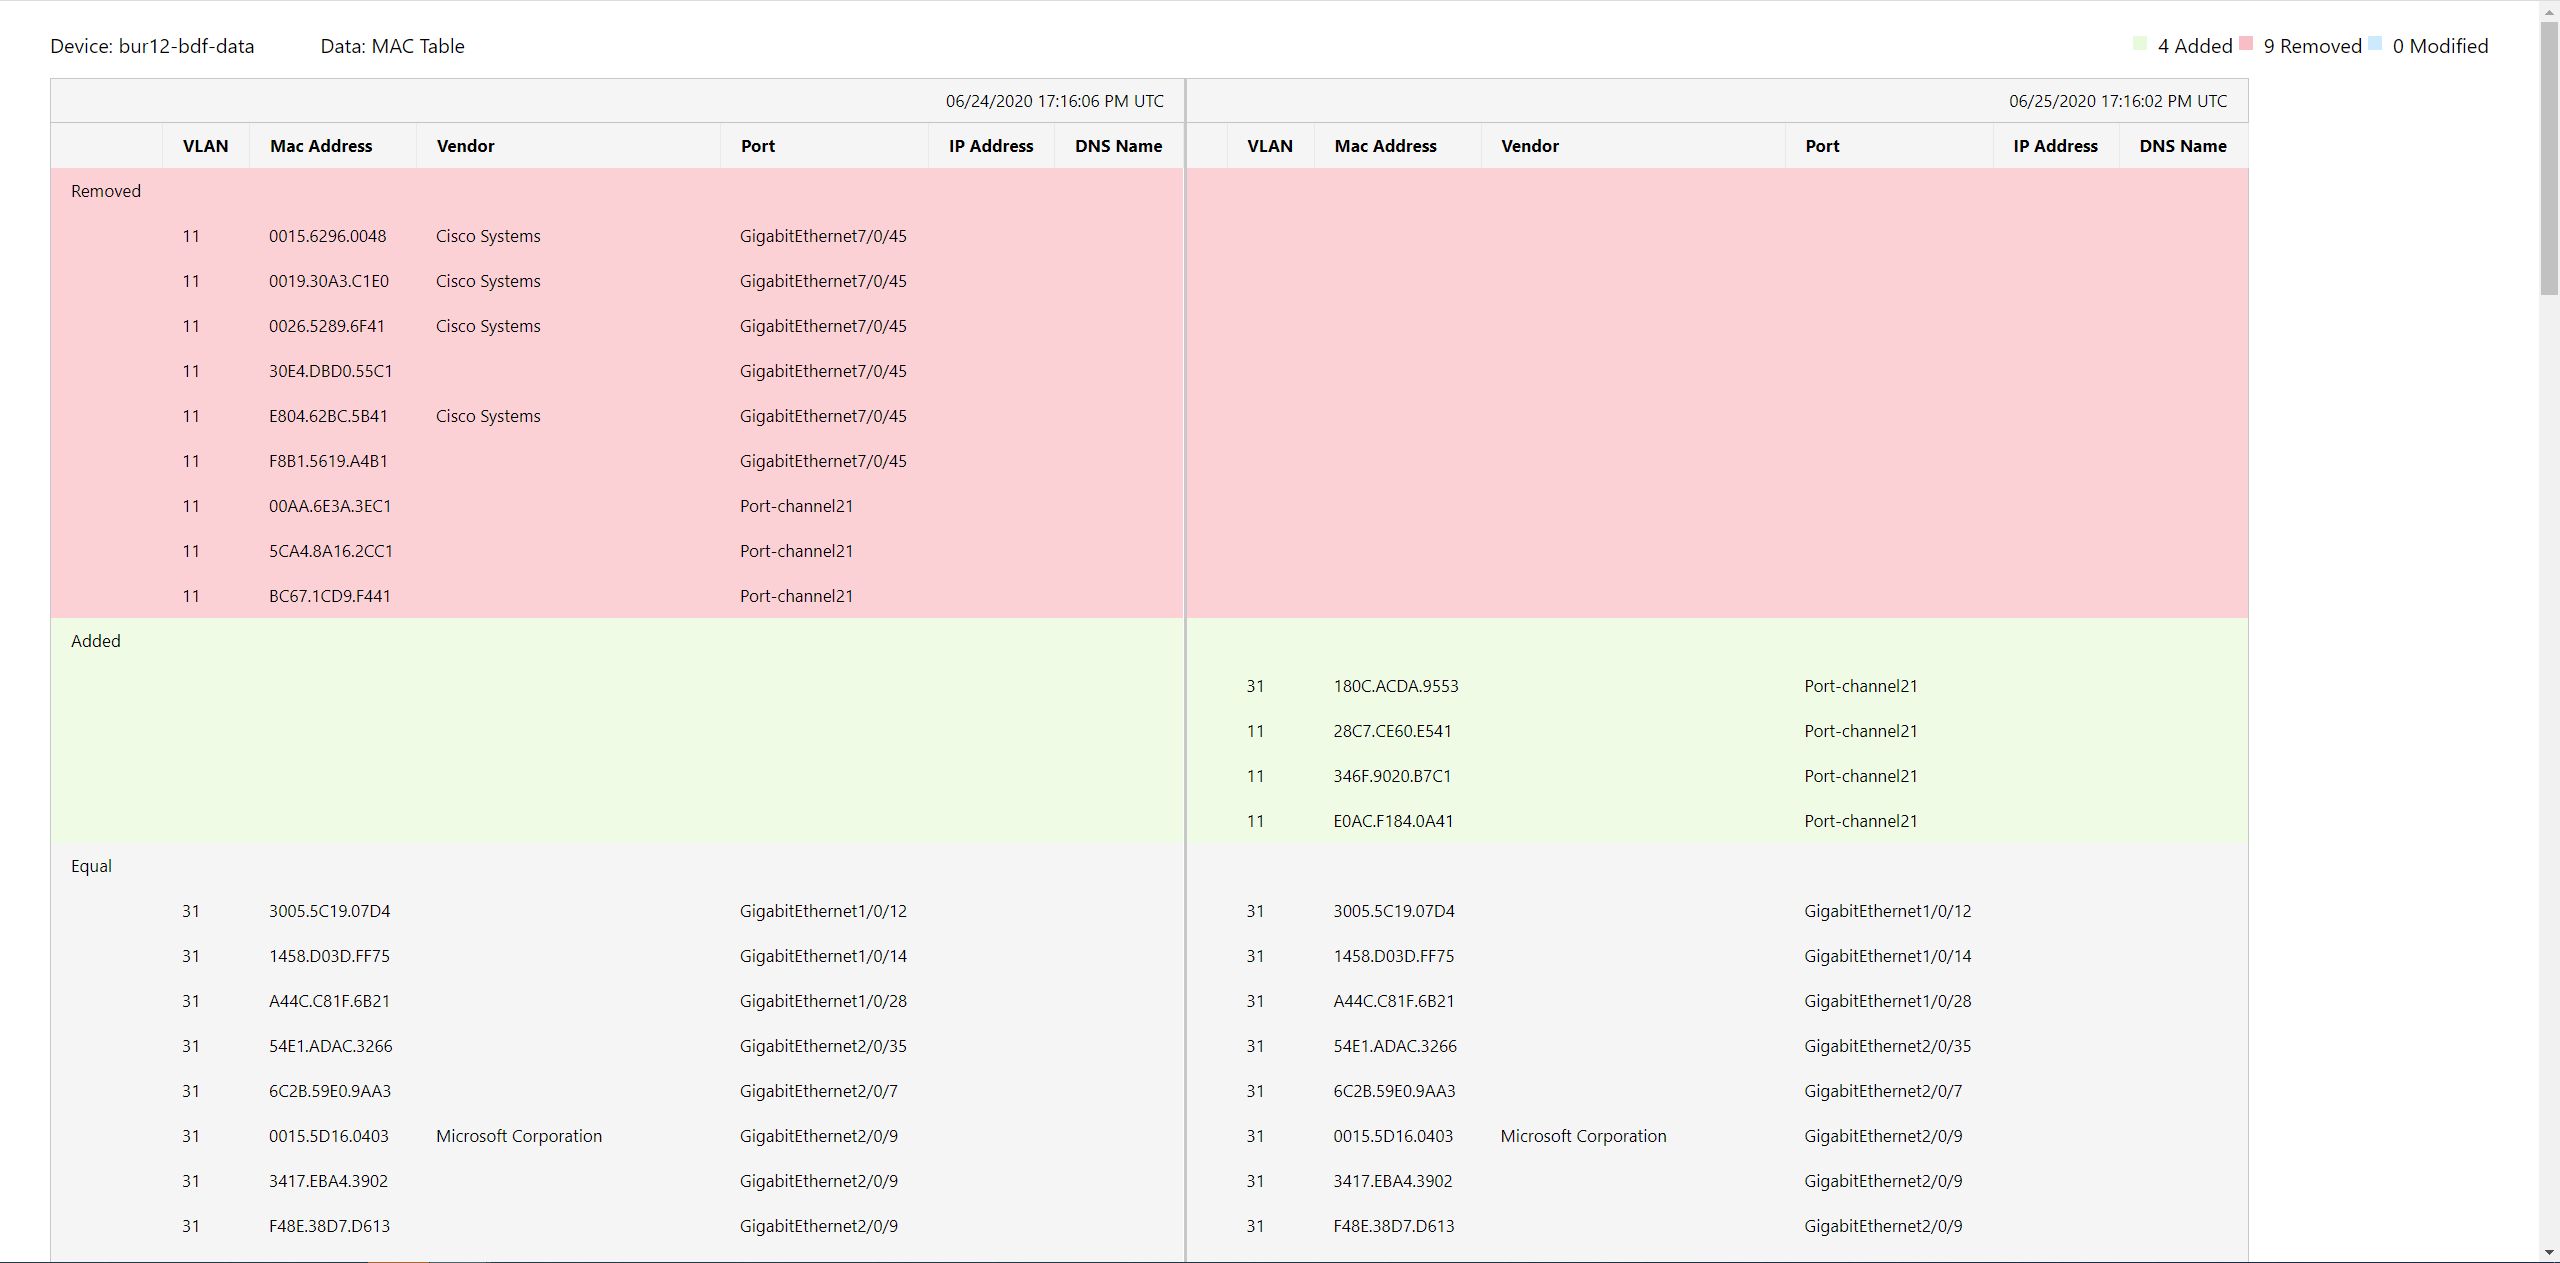 Device: bur12-bdf-data Data: MAC Table 4 Added 9 Removed 0 Modified
06/24/2020 17:16:06 PM UTC 06/25/2020 17:16:02 PM UTC
VLAN Mac Address Vendor Port IP Address DNS Name VLAN Mac Address Vendor Port IP Address DNS Name
Removed
11 0015.6296.0048 Cisco Systems GigabitEthernet7/0/45
11 0019.30A3.C1E0 Cisco Systems GigabitEthernet7/0/45
11 0026.5289.6F41 Cisco Systems GigabitEthernet7/0/45
11 30E4.DBD0.55C1 GigabitEthernet7/0/45
11 E804.62BC.5B41 Cisco Systems GigabitEthernet7/0/45
11 F8B1.5619.A4B1 GigabitEthernet7/0/45
11 00AA.6E3A.3EC1 Port-channel21
11 5CA4.8A16.2CC1 Port-channel21
11 BC67.1CD9.F441 Port-channel21
Added
31 180C.ACDA.9553 Port-channel21
11 28C7.CE60.E541 Port-channel21
11 346F.9020.B7C1 Port-channel21
11 E0AC.F184.0A41 Port-channel21
Equal
31 3005.5C19.07D4 GigabitEthernet1/0/12 31 3005.5C19.07D4 GigabitEthernet1/0/12
31 1458.D03D.FF75 GigabitEthernet1/0/14 31 1458.D03D.FF75 GigabitEthernet1/0/14
31 A44C.C81F.6B21 GigabitEthernet1/0/28 31 A44C.C81F.6B21 GigabitEthernet1/0/28
31 54E1.ADAC.3266 GigabitEthernet2/0/35 31 54E1.ADAC.3266 GigabitEthernet2/0/35
31 6C2B.59E0.9AA3 GigabitEthernet2/0/7 31 6C2B.59E0.9AA3 GigabitEthernet2/0/7
31 0015.5D16.0403 Microsoft Corporation GigabitEthernet2/0/9 31 0015.5D16.0403 Microsoft Corporation GigabitEthernet2/0/9
31 3417.EBA4.3902 GigabitEthernet2/0/9 31 3417.EBA4.3902 GigabitEthernet2/0/9
31 F48E.38D7.D613 GigabitEthernet2/0/9 31 F48E.38D7.D613 GigabitEthernet2/0/9